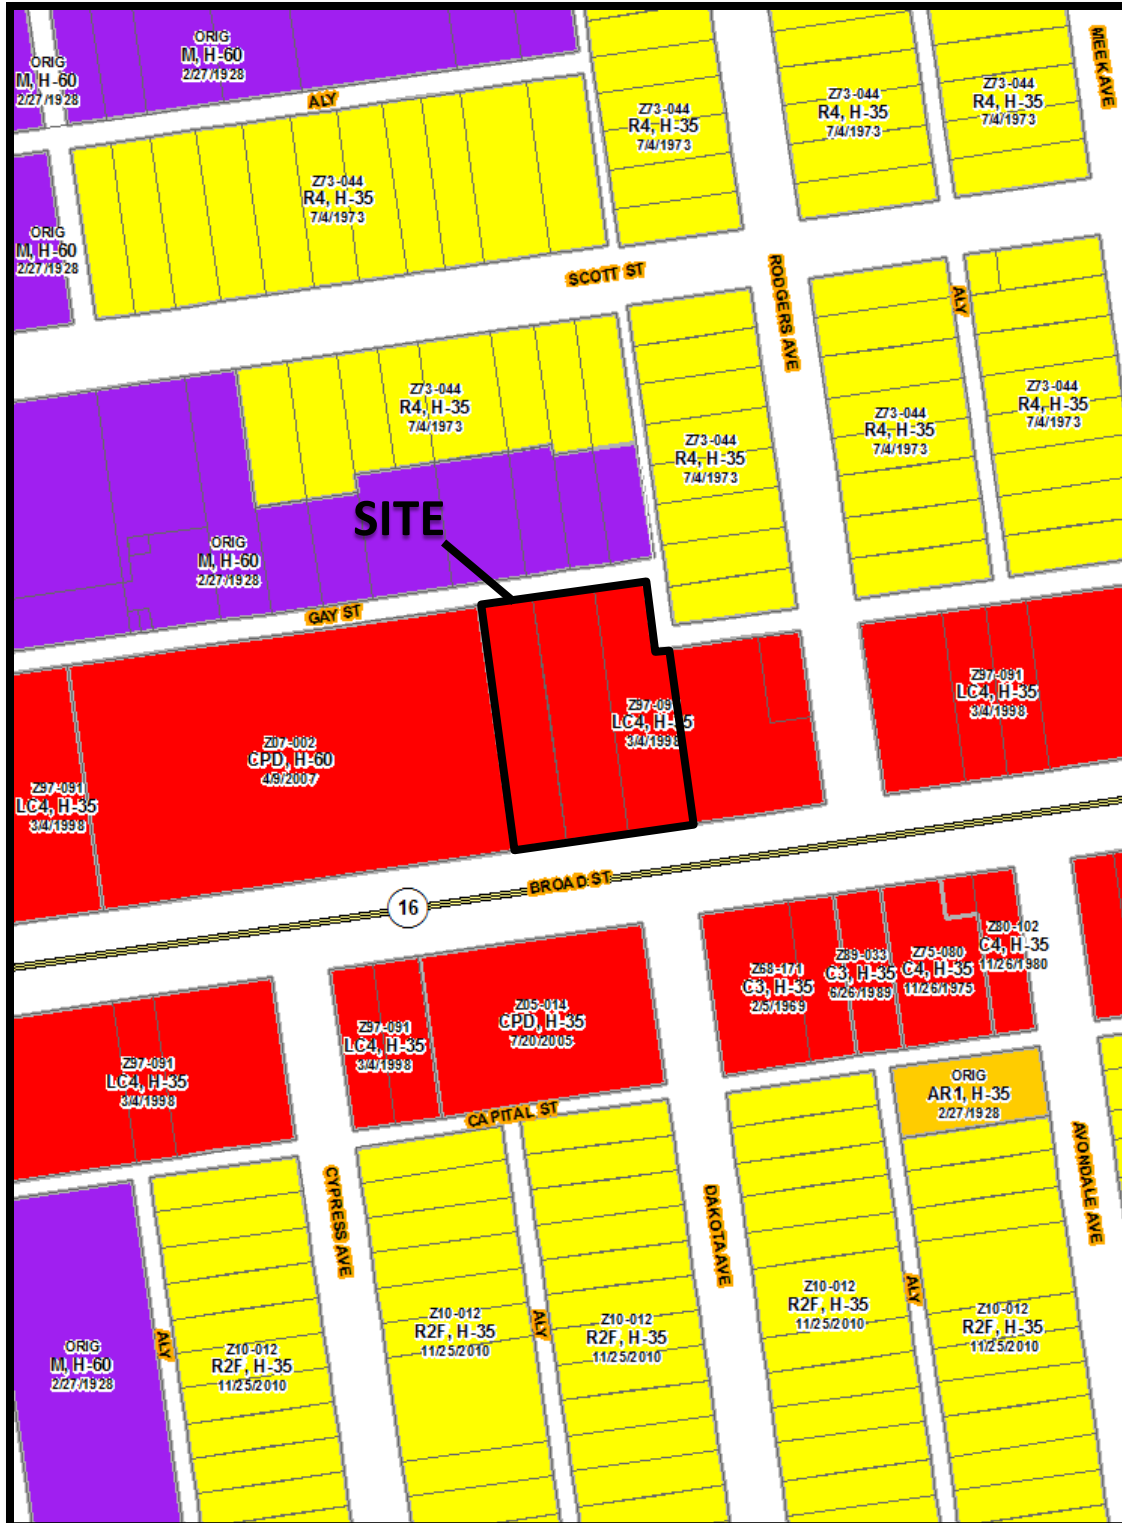 ORIG
M, H-60
2/27/1928
ORIG
M, H-60
2/27/1928
ALY
Z73-044
R4, H-35
7/4/1973
Z73-044
R4, H-35
7/4/1973
Z73-044
R4, H-35
7/4/1973
MEEK AVE
Z73-044
R4, H-35
7/4/1973
ORIG
M, H-60
2/27/1928
SCOTT ST
RODGERS AVE
ALY
Z73-044
R4, H-35
7/4/1973
Z73-044
R4, H-35
7/4/1973
Z73-044
R4, H-35
7/4/1973
Z73-044
R4, H-35
7/4/1973
SITE
ORIG
M, H-60
2/27/1928
GAY ST
Z97-091
LC4, H-35
3/4/1998
Z07-002
CPD, H-60
4/9/2007
Z97-091
LC4, H-35
3/4/1998
Z97-091
LC4, H-35
3/4/1998
BROAD ST
16
Z97-091
LC4, H-35
3/4/1998
Z97-091
LC4, H-35
3/4/1998
Z05-014
CPD, H-35
7/20/2005
Z68-171
C3, H-35
2/5/1969
Z89-033
C3, H-35
6/26/1989
Z75-080
C4, H-35
11/26/1975
Z80-102
C4, H-35
11/26/1980
CAPITAL ST
ORIG
AR1, H-35
2/27/1928
CYPRESS AVE
DAKOTA AVE
AVONDALE AVE
ORIG
M, H-60
2/27/1928
ALY
Z10-012
R2F, H-35
11/25/2010
Z10-012
R2F, H-35
11/25/2010
ALY
Z10-012
R2F, H-35
11/25/2010
Z10-012
R2F, H-35
11/25/2010
ALY
Z10-012
R2F, H-35
11/25/2010